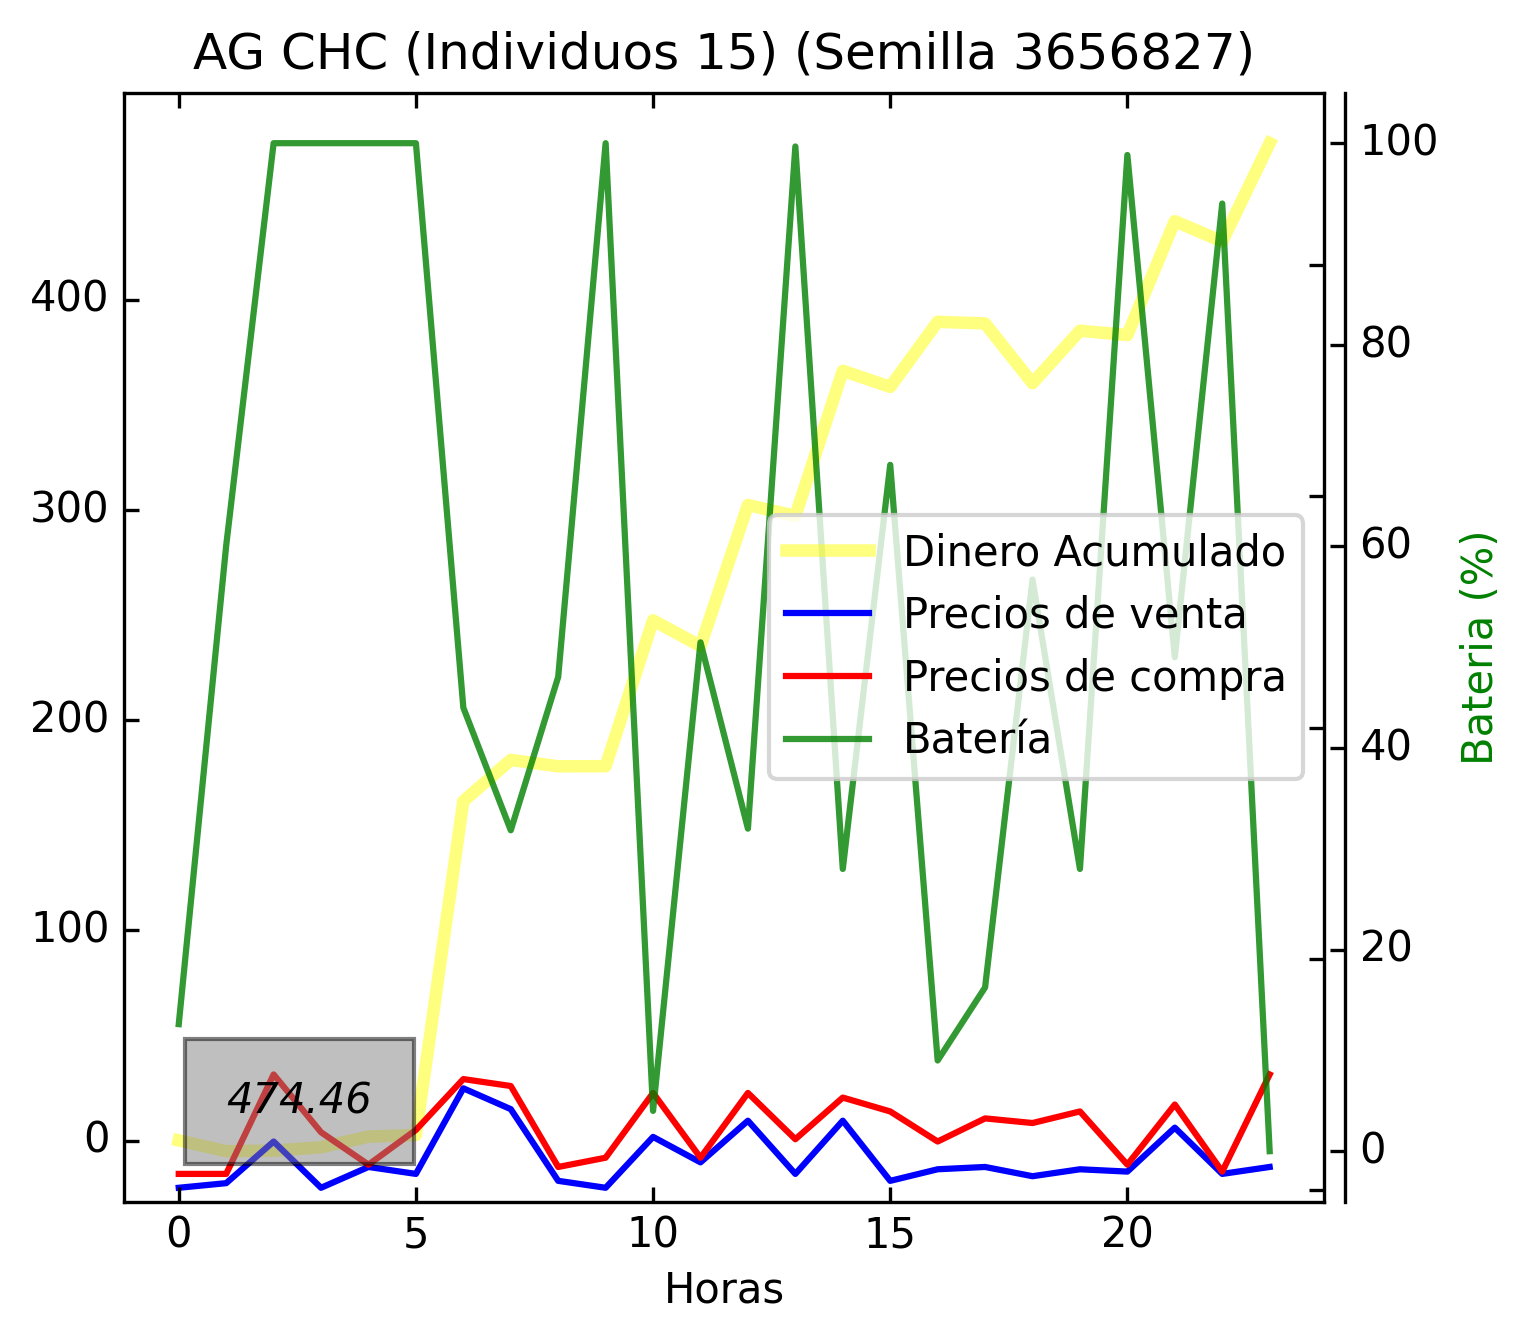 AG CHC (Individuos 15) (Semilla 3656827)
400
300
200
100
0
100
80
60
40
20
0
Bateria (%)
Dinero Acumulado
Precios de venta
Precios de compra
Batería
474.46
0 5 10 15 20
Horas